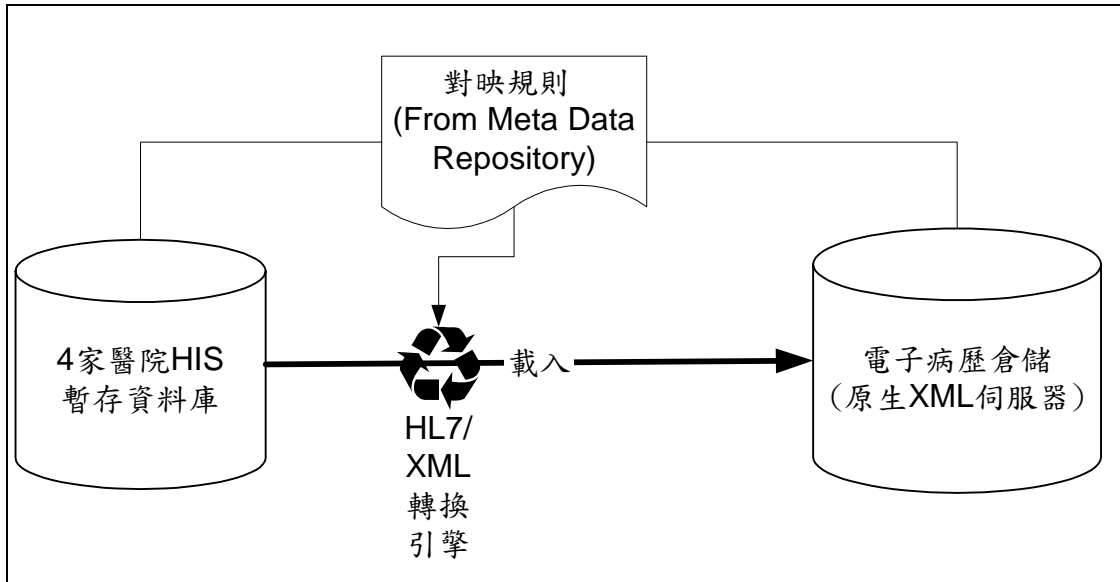 對映規則
(From Meta Data
Repository)
4家醫院HIS
暫存資料庫
載入
HL7/
XML
轉換
引擎
電子病歷倉儲
(原生XML伺服器)